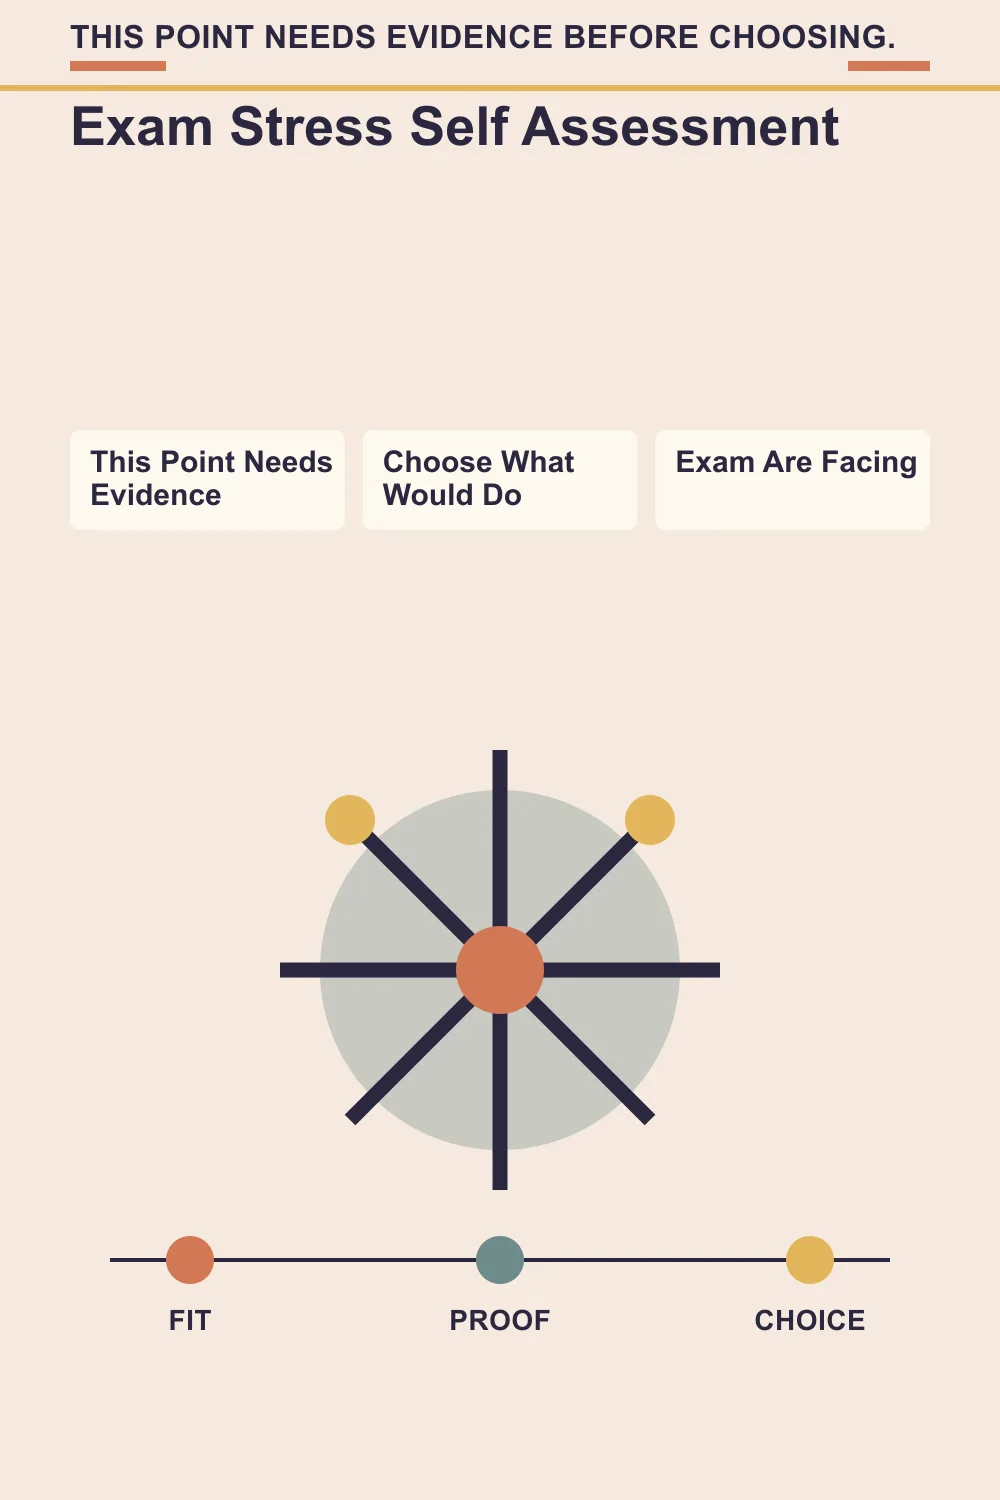 THIS POINT NEEDS EVIDENCE BEFORE CHOOSING.
Exam Stress Self Assessment
This Point Needs
Evidence
Choose What
Would Do
Exam Are Facing
FIT
PROOF
CHOICE